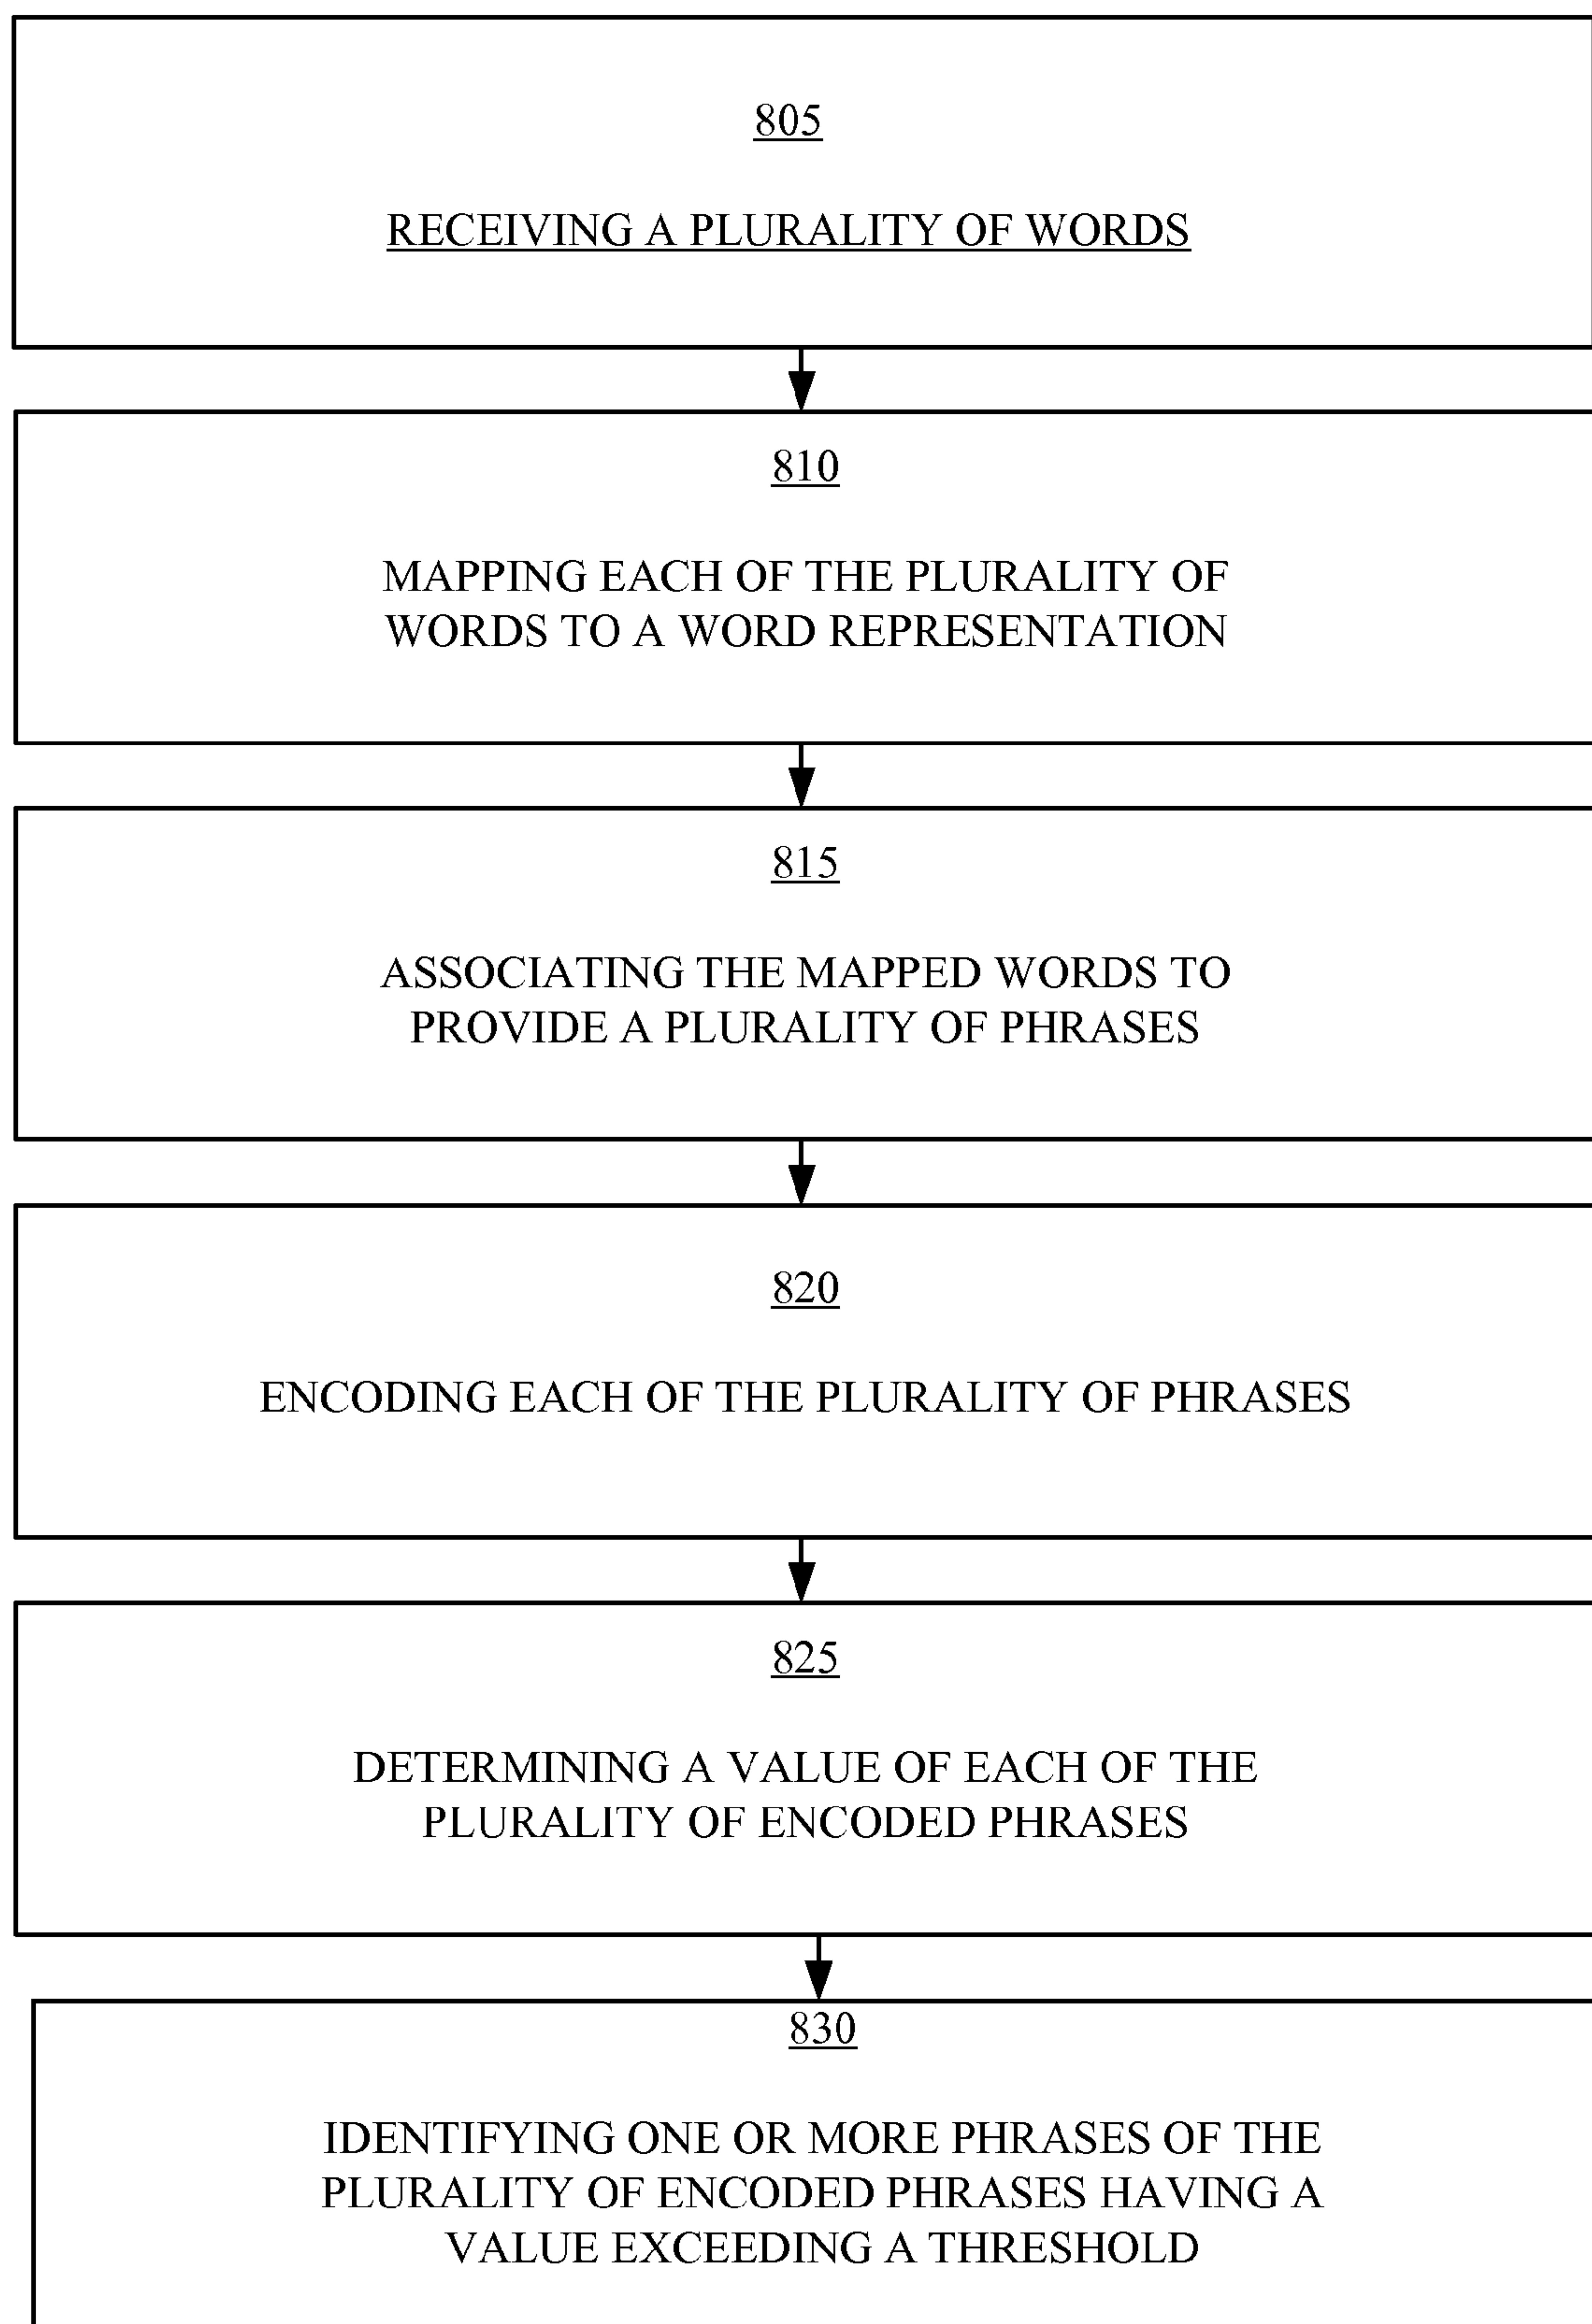 805
RECEIVING A PLURALITY OF WORDS
810
MAPPING EACH OF THE PLURALITY OF
WORDS TO A WORD REPRESENTATION
815
ASSOCIATING THE MAPPED WORDS TO
PROVIDE A PLURALITY OF PHRASES
820
ENCODING EACH OF THE PLURALITY OF PHRASES
825
DETERMINING A VALUE OF EACH OF THE
PLURALITY OF ENCODED PHRASES
830
IDENTIFYING ONE OR MORE PHRASES OF THE
PLURALITY OF ENCODED PHRASES HAVING A
VALUE EXCEEDING A THRESHOLD